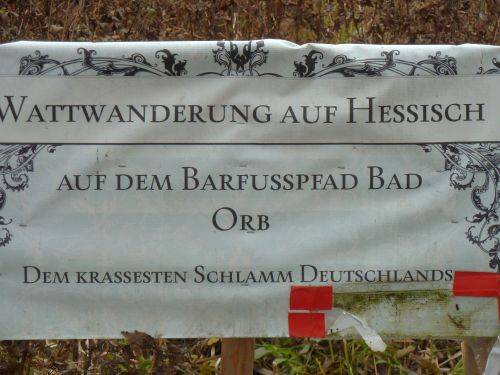 WATTWANDERUNG AUF HESSISCH
AUF DEM BARFUSSPFAD BAD
ORB
DEM KRASSESTEN SCHLAMM DEUTSCHLANDS